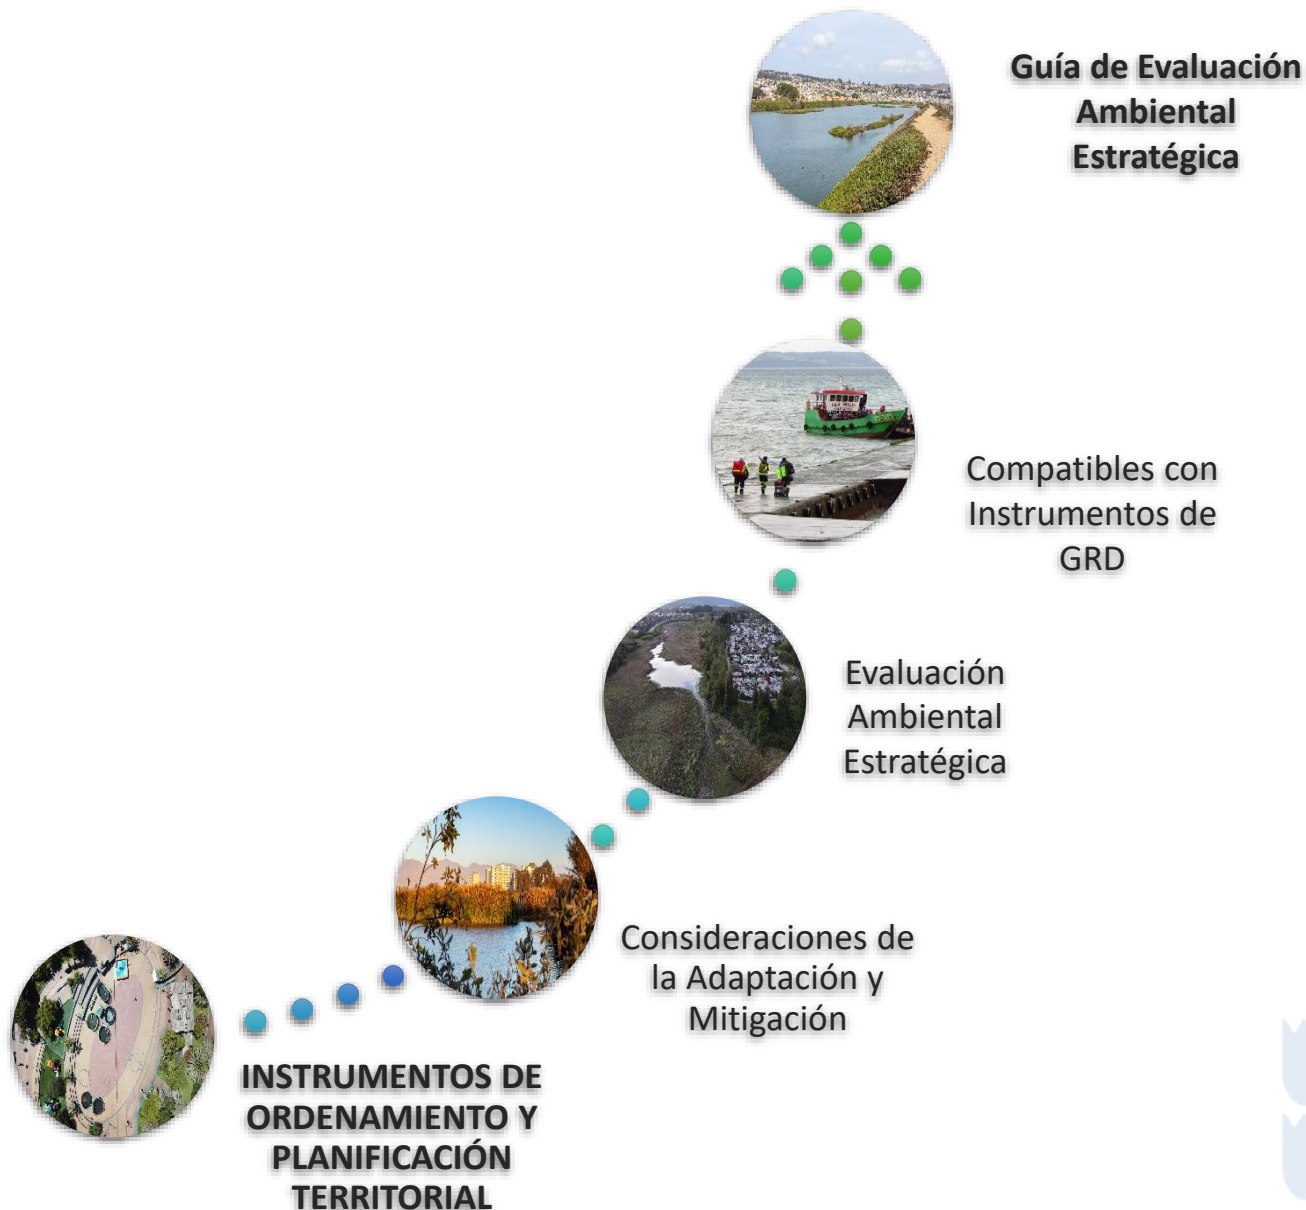 Guía de Evaluación
Ambiental
Estratégica
Compatibles con
Instrumentos de
GRD
Evaluación
Ambiental
Estratégica
Consideraciones de
la Adaptación y
Mitigación
INSTRUMENTOS DE
ORDENAMIENTO Y
PLANIFICACIÓN
TERRITORIAL